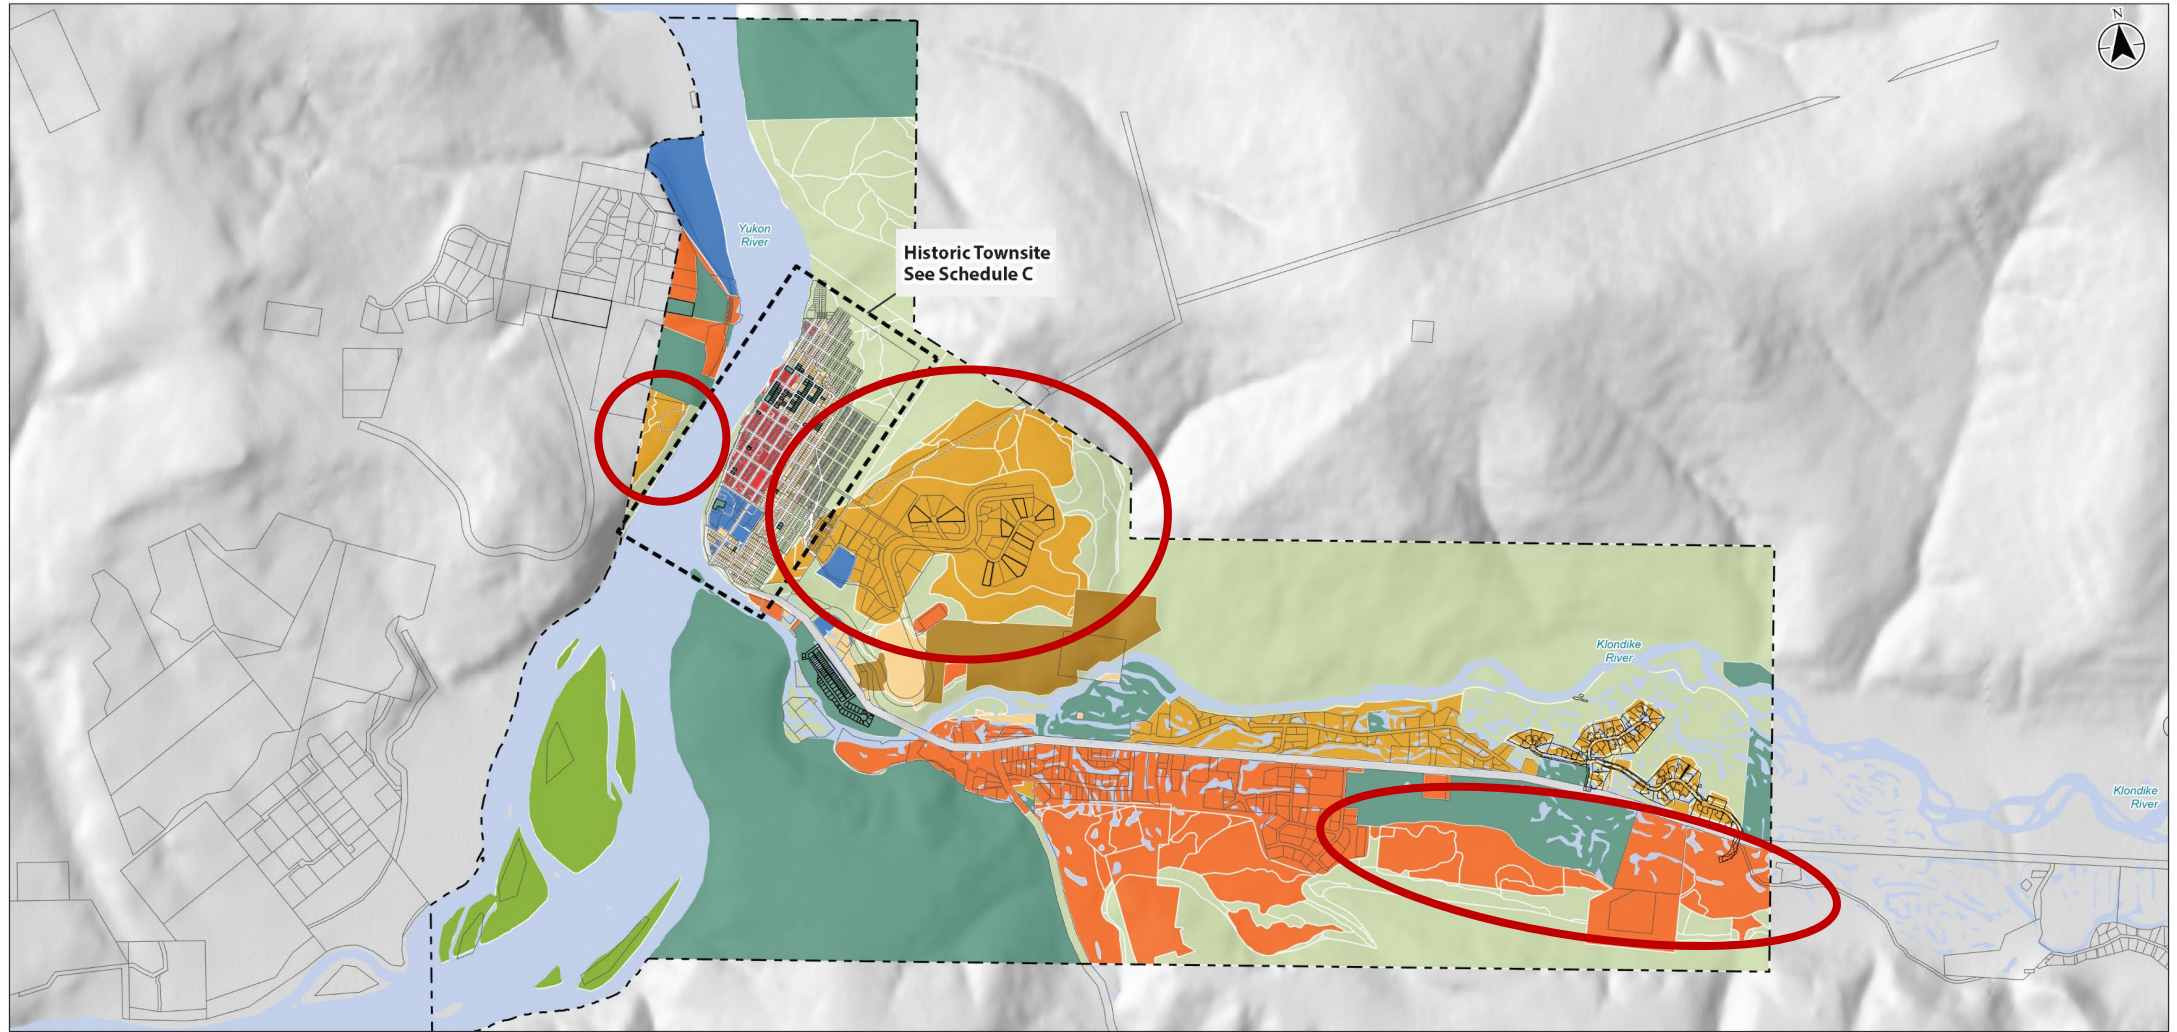 N
Yukon
River
Historic Townsite
See Schedule C
Klondike
River
Klondike
River